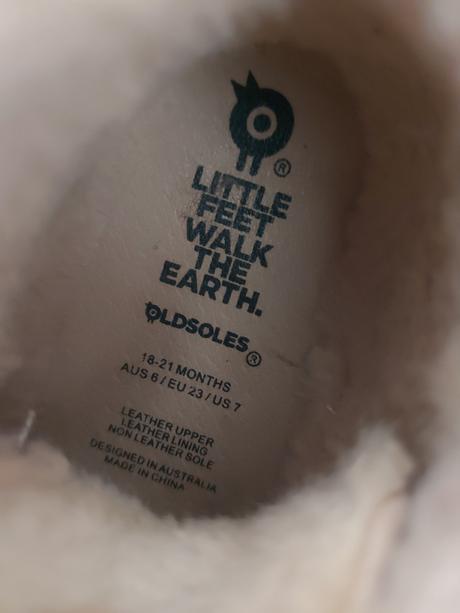 ®
LITTLE
FEET
WALK
THE
EARTH.
OLDSOLES®
18-21 MONTHS
AUS 6 / EU 23 / US 7
LEATHER UPPER
LEATHER LINING
NON LEATHER SOLE
DESIGNED IN AUSTRALIA
MADE IN CHINA